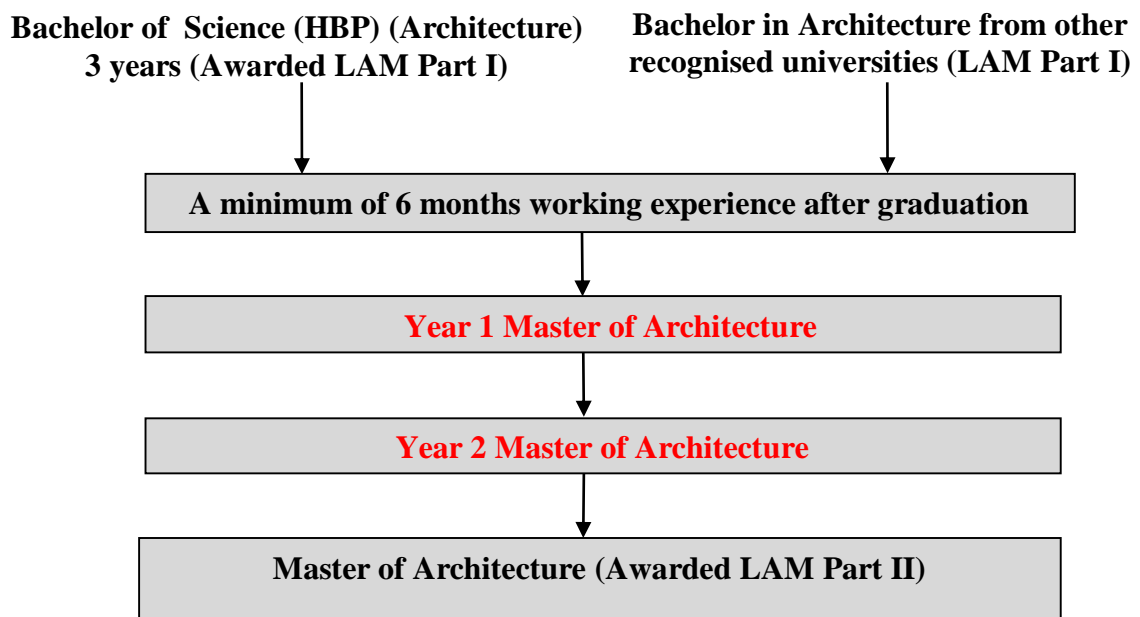 Bachelor of  Science (HBP) (Architecture)
3 years (Awarded LAM Part I)
Bachelor in Architecture from other
recognised universities (LAM Part I)
A minimum of 6 months working experience after graduation
Year 1 Master of Architecture
Year 2 Master of Architecture
Master of Architecture (Awarded LAM Part II)